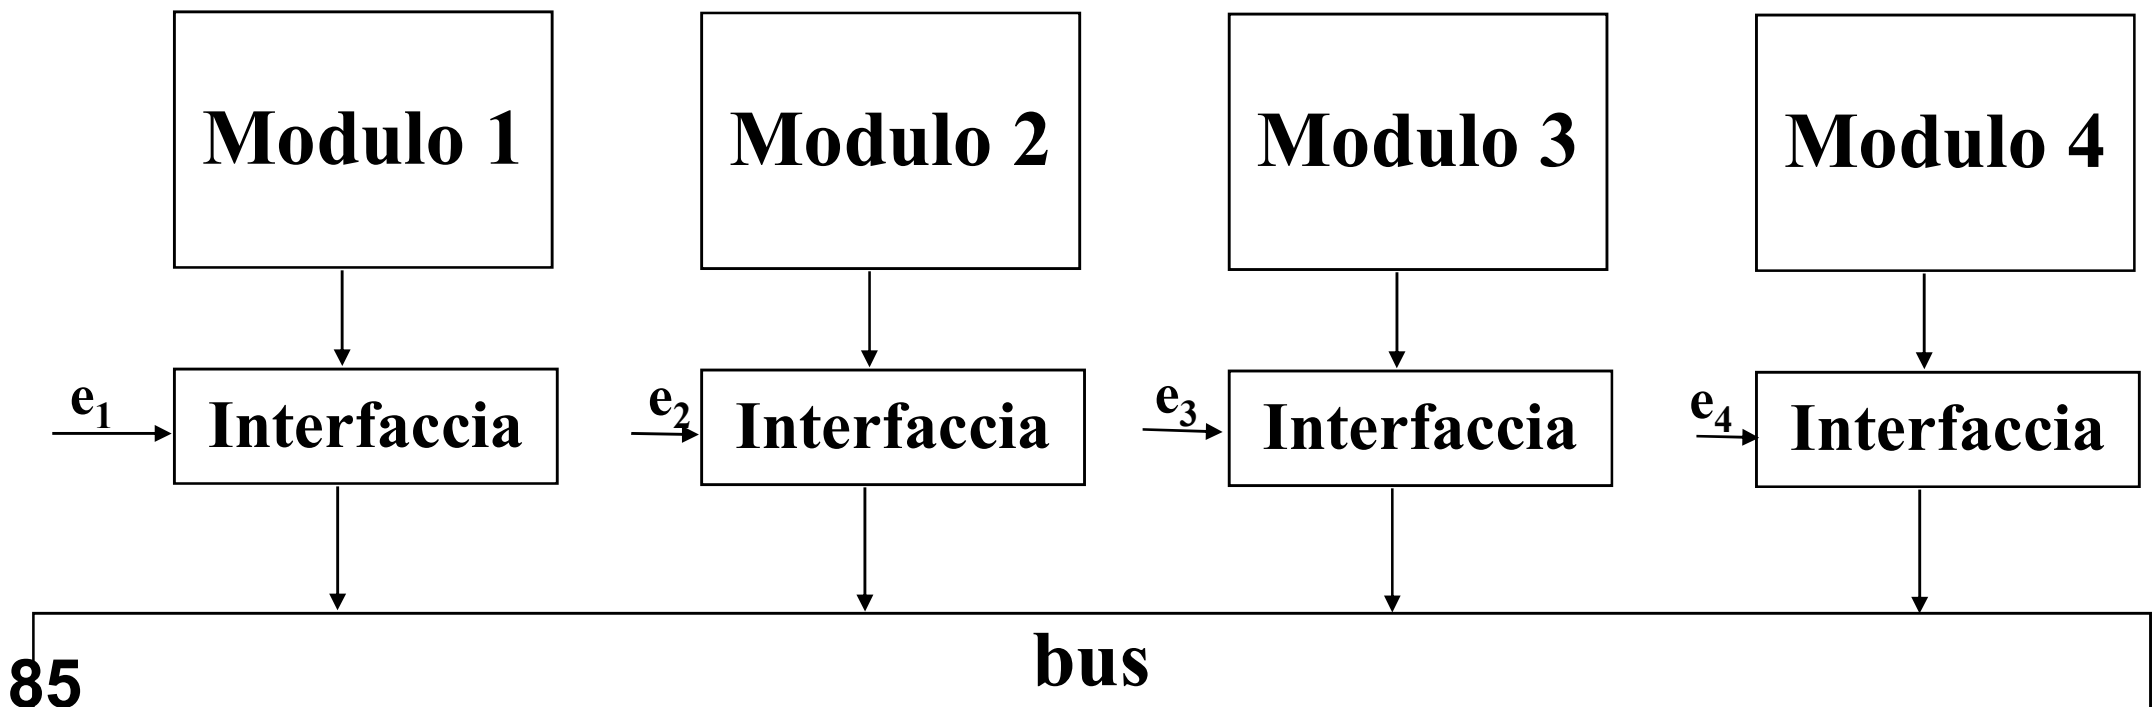 Modulo 1 Modulo 2 Modulo 3 Modulo 4
e1 Interfaccia e2 Interfaccia e3 Interfaccia e4 Interfaccia
bus
85